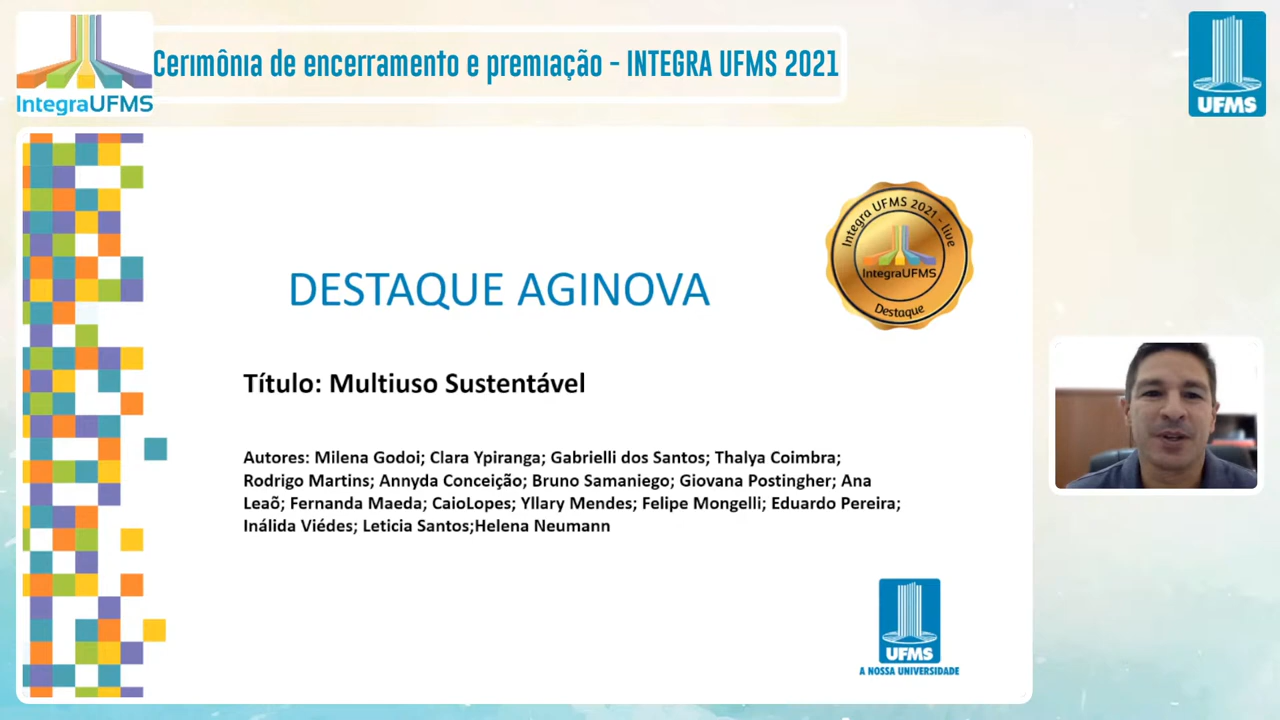 IntegraUFMS
Cerimônia de encerramento e premiação - INTEGRA UFMS 2021
UFMS
Integra UFMS 2021 - live
IntegraUFMS
Destaque
DESTAQUE AGINOVA
Título: Multiuso Sustentável
Autores: Milena Godoi; Clara Ypiranga; Gabrielli dos Santos; Thalya Coimbra;
Rodrigo Martins; Annyda Conceição; Bruno Samaniego; Giovana Postingher; Ana
Leaõ; Fernanda Maeda; CaioLopes; Yllary Mendes; Felipe Mongelli; Eduardo Pereira;
Inálida Viédes; Leticia Santos;Helena Neumann
UFMS
A NOSSA UNIVERSIDADE